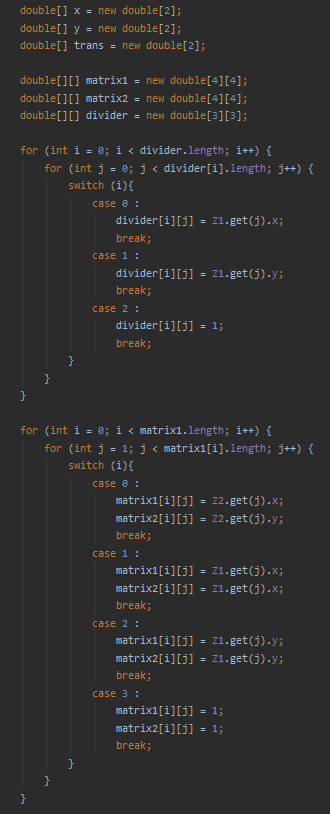 double[] x = new double[2];
double[] y = new double[2];
double[] trans = new double[2];
double[][] matrix1 = new double[4][4];
double[][] matrix2 = new double[4][4];
double[][] divider = new double[3][3];
for (int i = 0; i < divider.length; i++) {
for (int j = 0; j < divider[i].length; j++) {
switch (i){
case 0 :
divider[i][j] = Z1.get(j).x;
break;
case 1 :
divider[i][j] = Z1.get(j).y;
break;
case 2 :
divider[i][j] = 1;
break;
}
}
}
for (int i = 0; i < matrix1.length; i++) {
for (int j = 1; j < matrix1[i].length; j++) {
switch (i){
case 0 :
matrix1[i][j] = Z2.get(j).x;
matrix2[i][j] = Z2.get(j).y;
break;
case 1 :
matrix1[i][j] = Z1.get(j).x;
matrix2[i][j] = Z1.get(j).x;
break;
case 2 :
matrix1[i][j] = Z1.get(j).y;
matrix2[i][j] = Z1.get(j).y;
break;
case 3 :
matrix1[i][j] = 1;
matrix2[i][j] = 1;
break;
}
}
}